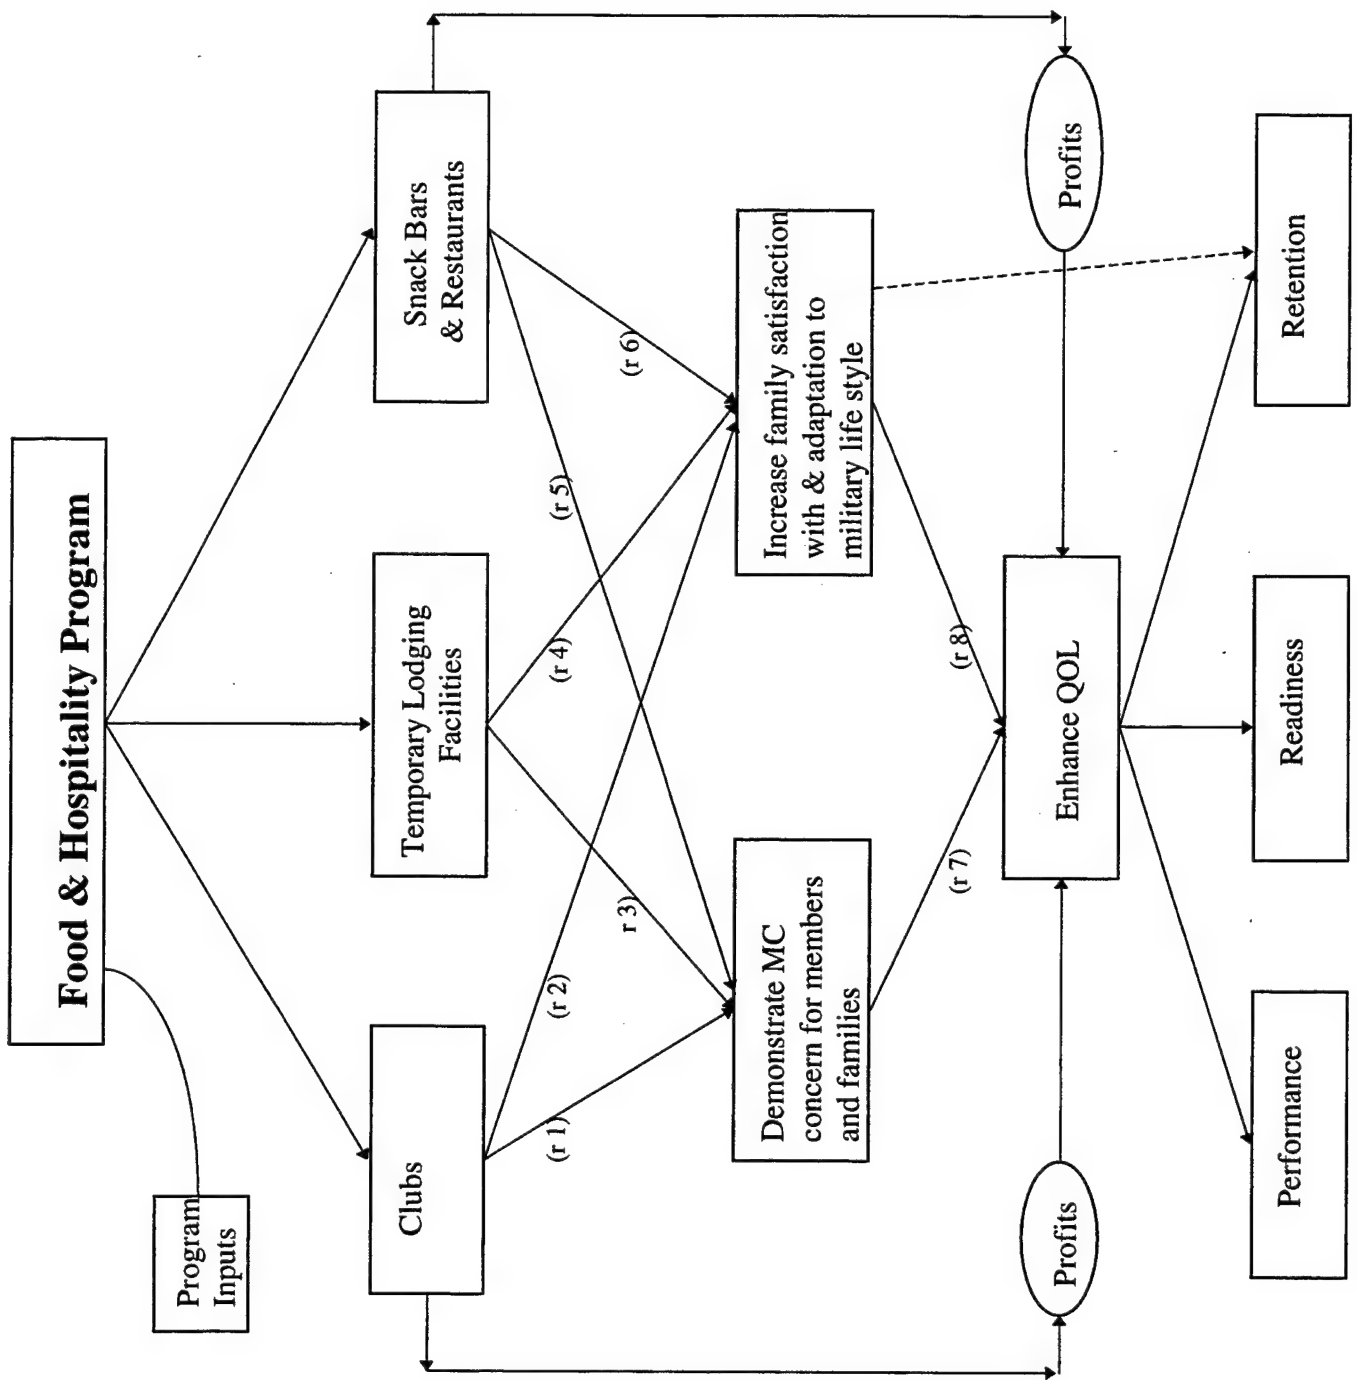 Food & Hospitality Program
Program
Inputs
Clubs
Temporary Lodging
Facilities
Snack Bars
& Restaurants
(r 1)
(r 2)
r 3)
(r 4)
(r 5)
(r 6)
Demonstrate MC
concern for members
and families
Increase family satisfaction
with & adaptation to
military life style
(r 7)
(r 8)
Profits
Enhance QOL
Profits
Performance
Readiness
Retention